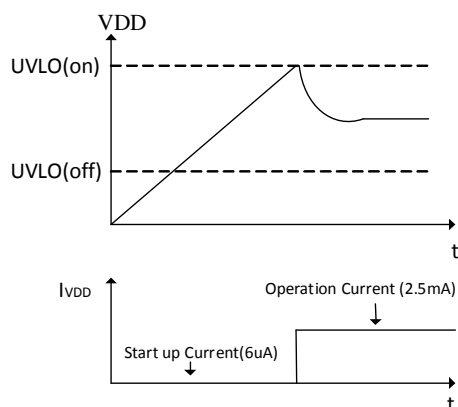 VDD
UVLO(on)
UVLO(off)
t
IVDD
Operation Current (2.5mA)
Start up Current(6uA)
t